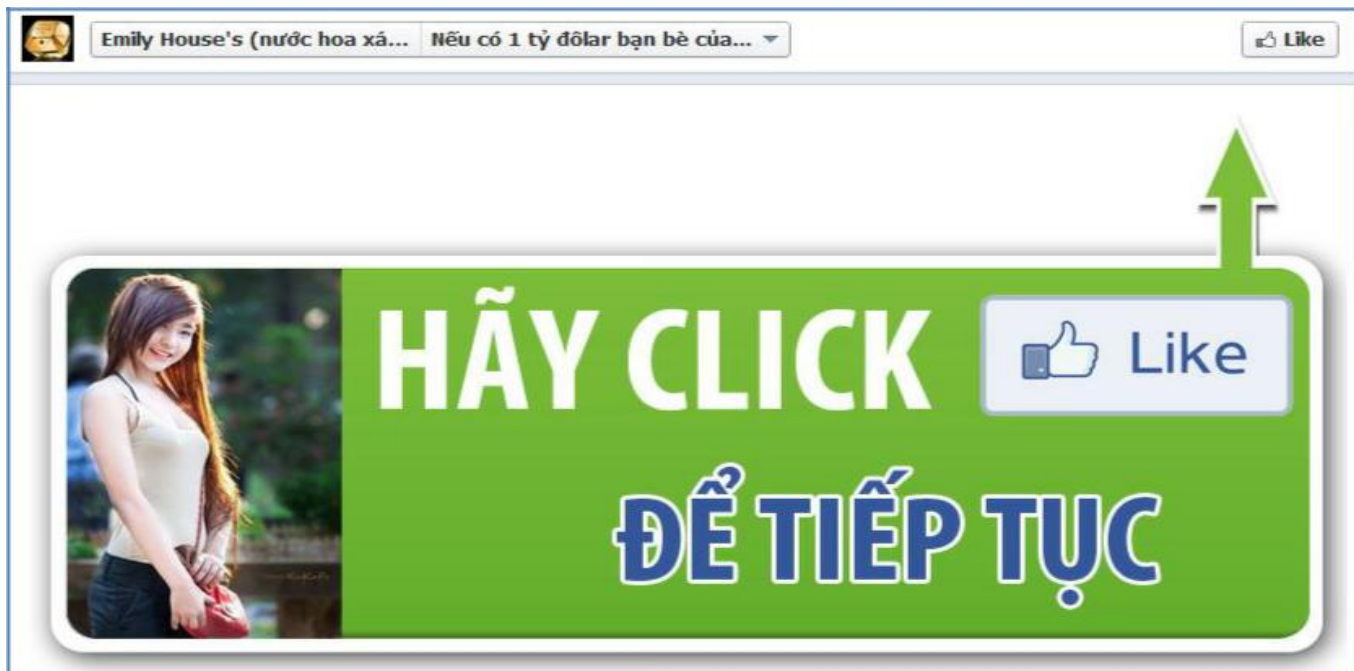 Emily House's (nước hoa xá... Nếu có 1 tỷ đôlar bạn bè của... Like
HÃY CLICK Like
ĐỂ TIẾP TỤC